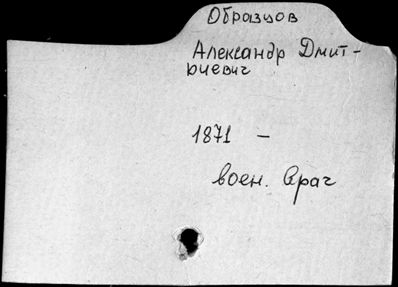 Образцов
Александр Дмит-
риевич
1871 –
воен. врач